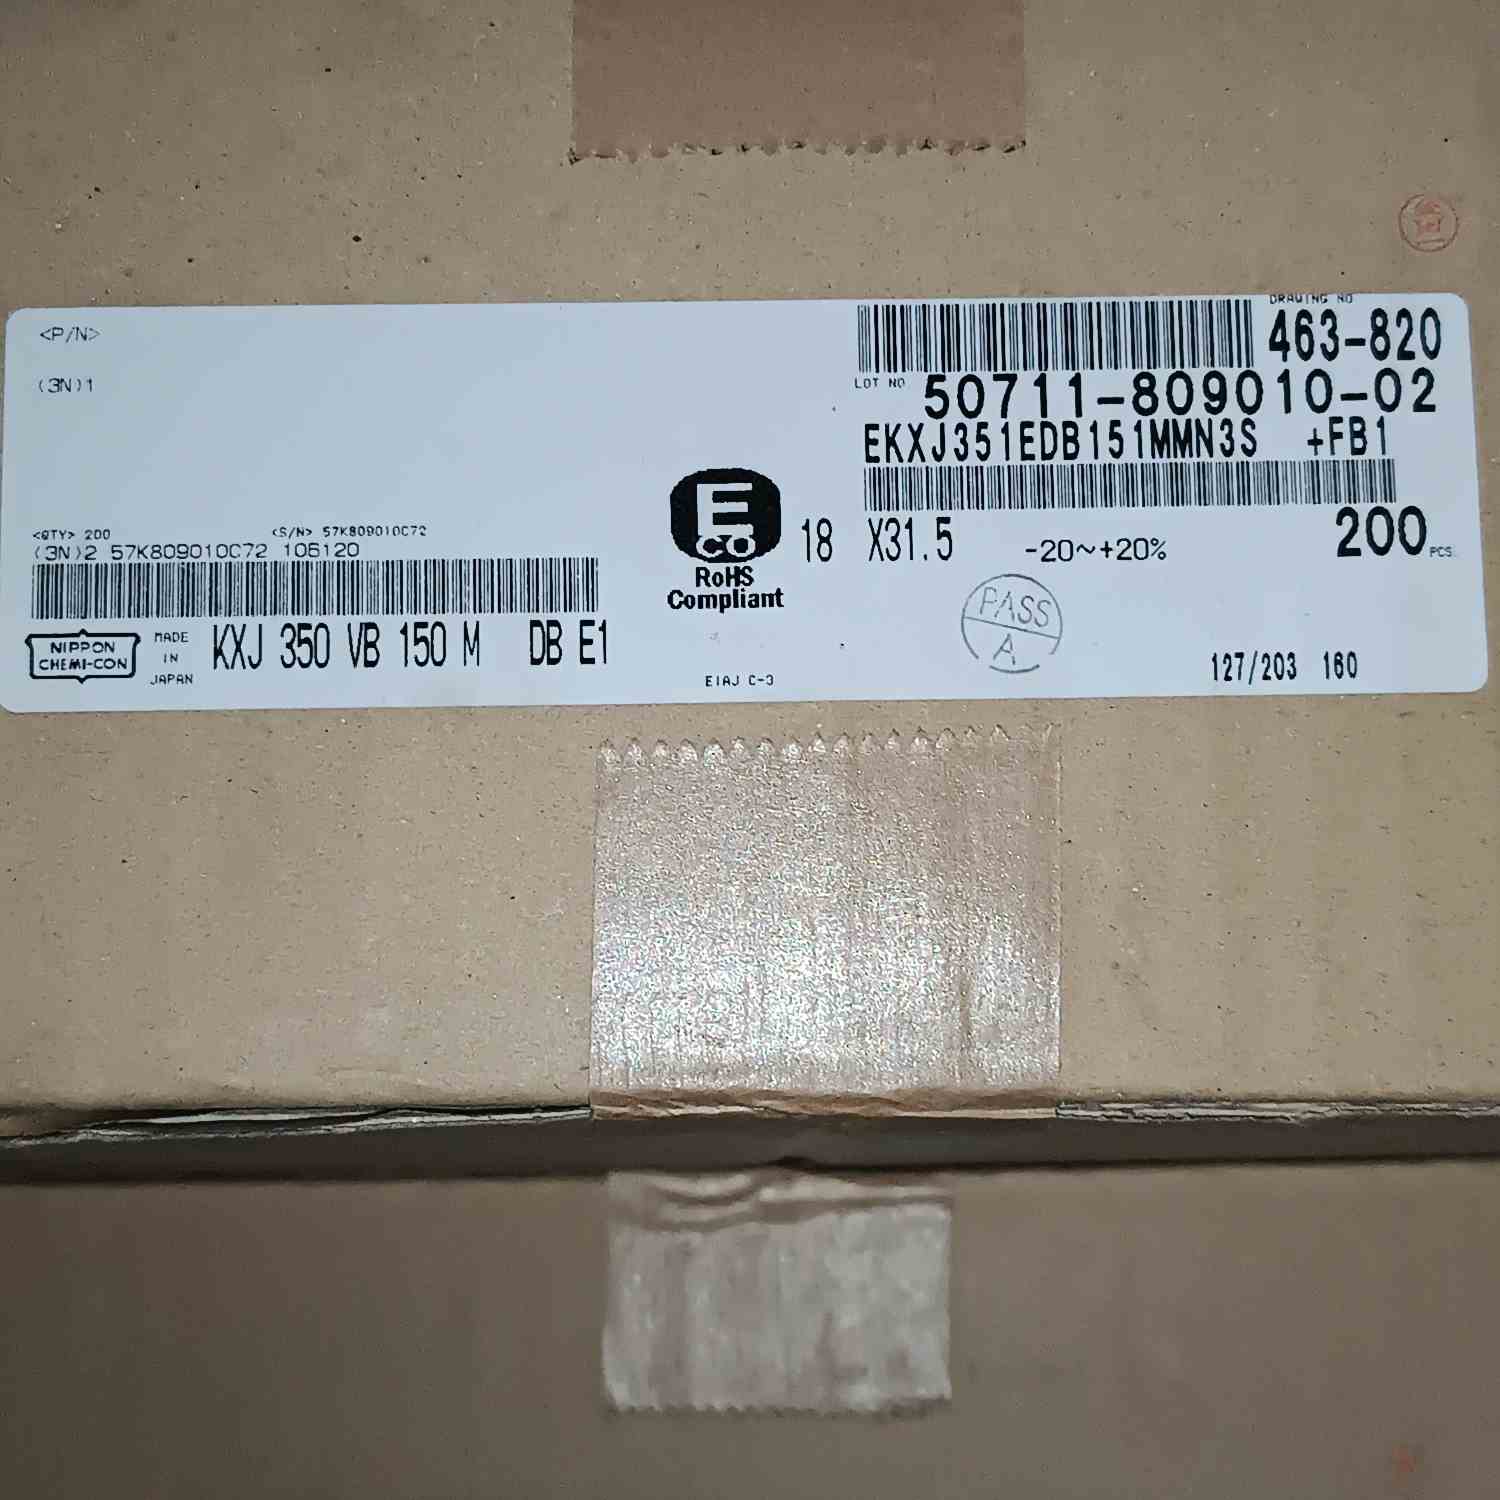 <P/N>
(3N)1
DRAWING NO
463-820
LOT NO. 50711-809010-02
EKXJ351EDB151MMN3S +FB1
<QTY> 200 <S/N> 57K809010C72
(3N)2 57K809010C72 106120
E
CO
RoHS
Compliant
18 X31.5 -20~+20% 200 PCS.
PASS
A
NIPPON
CHEMI-CON
MADE
IN
JAPAN
KXJ 350 VB 150 M DB E1
EIAJ C-3
127/203 160